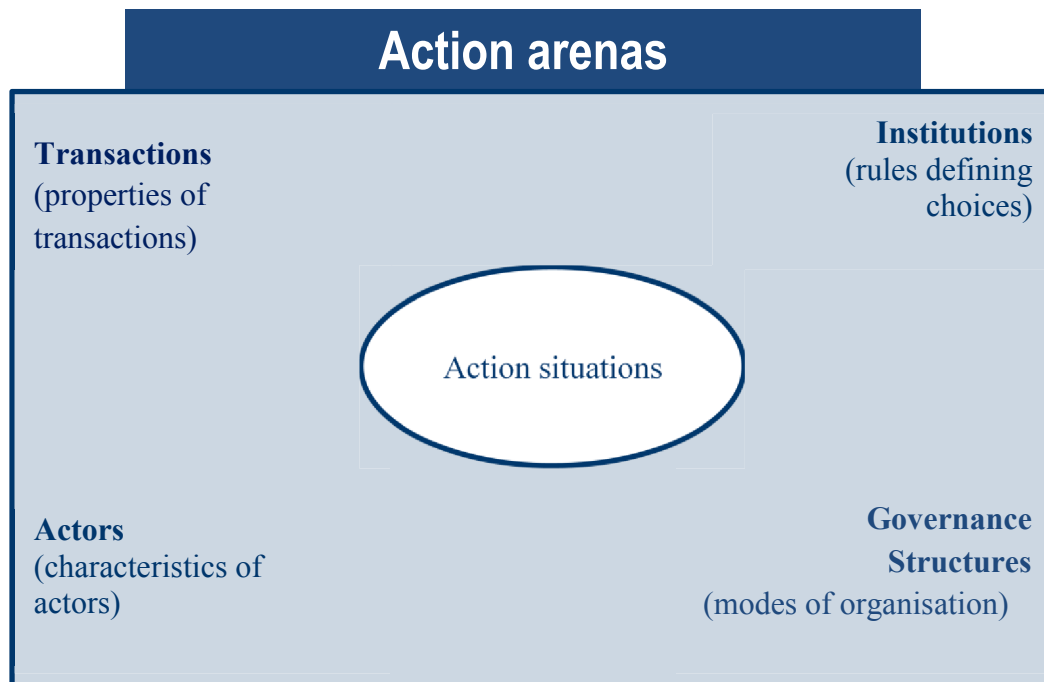 Action arenas
Transactions
(properties of
transactions)
Institutions
(rules defining
choices)
Action situations
Actors
(characteristics of
actors)
Governance
Structures
(modes of organisation)